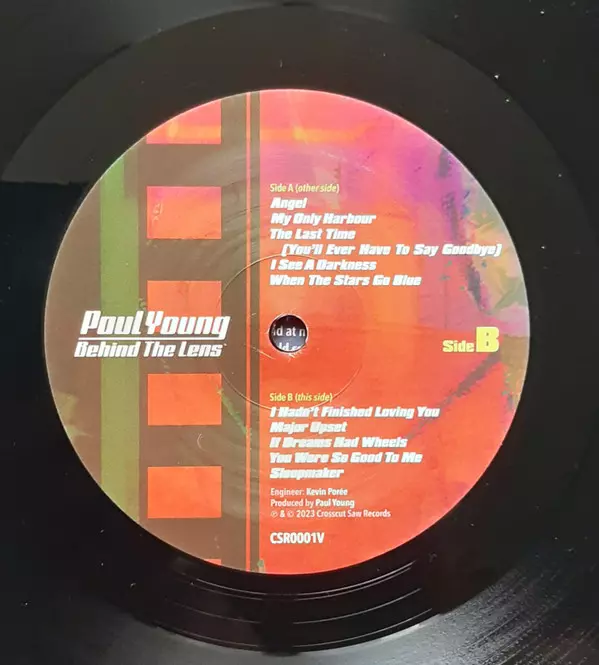 Side A (other side)
Angel
My Only Harbour
The Last Time
(You'll Ever Have To Say Goodbye)
I See A Darkness
When The Stars Go Blue
Paul Young
Behind The Lens
id at n
Side B
Side B (this side)
I Hadn't Finished Loving You
Major Upset
If Dreams Had Wheels
You Were So Good To Me
Sloopmaker
Engineer: Kevin Porée
Produced by Paul Young
℗ & © 2023 Crosscut Saw Records
CSR0001V